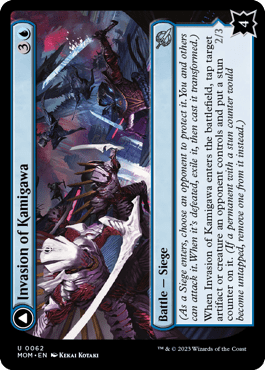 Invasion of Kamigawa
3
4
Battle — Siege
(As a Siege enters, choose an opponent to protect it. You and others
can attack it. When it's defeated, exile it, then cast it transformed.)
When Invasion of Kamigawa enters the battlefield, tap target
artifact or creature an opponent controls and put a stun
counter on it. (If a permanent with a stun counter would
become untapped, remove one from it instead.)
2/3
U 0062
MOM • EN KEKAI KOTAKI
™ & © 2023 Wizards of the Coast